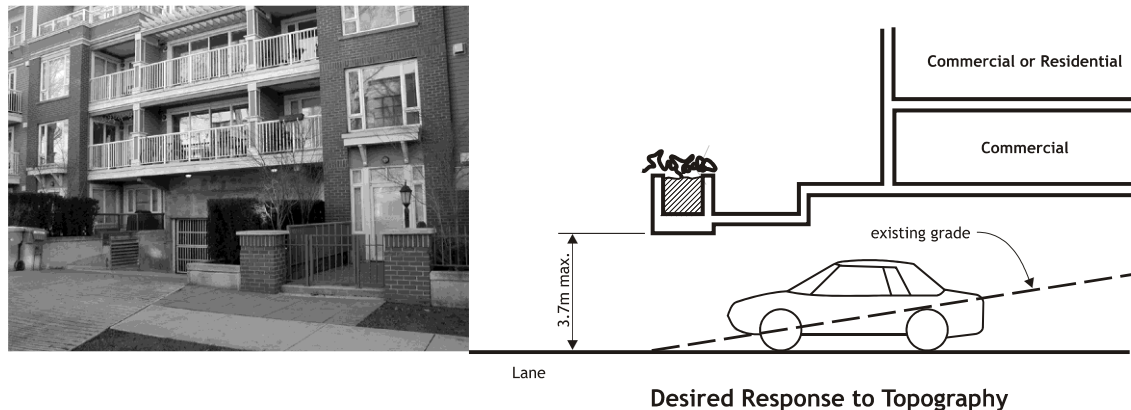 Commercial or Residential
Commercial
existing grade
3.7m max.
Lane
Desired Response to Topography